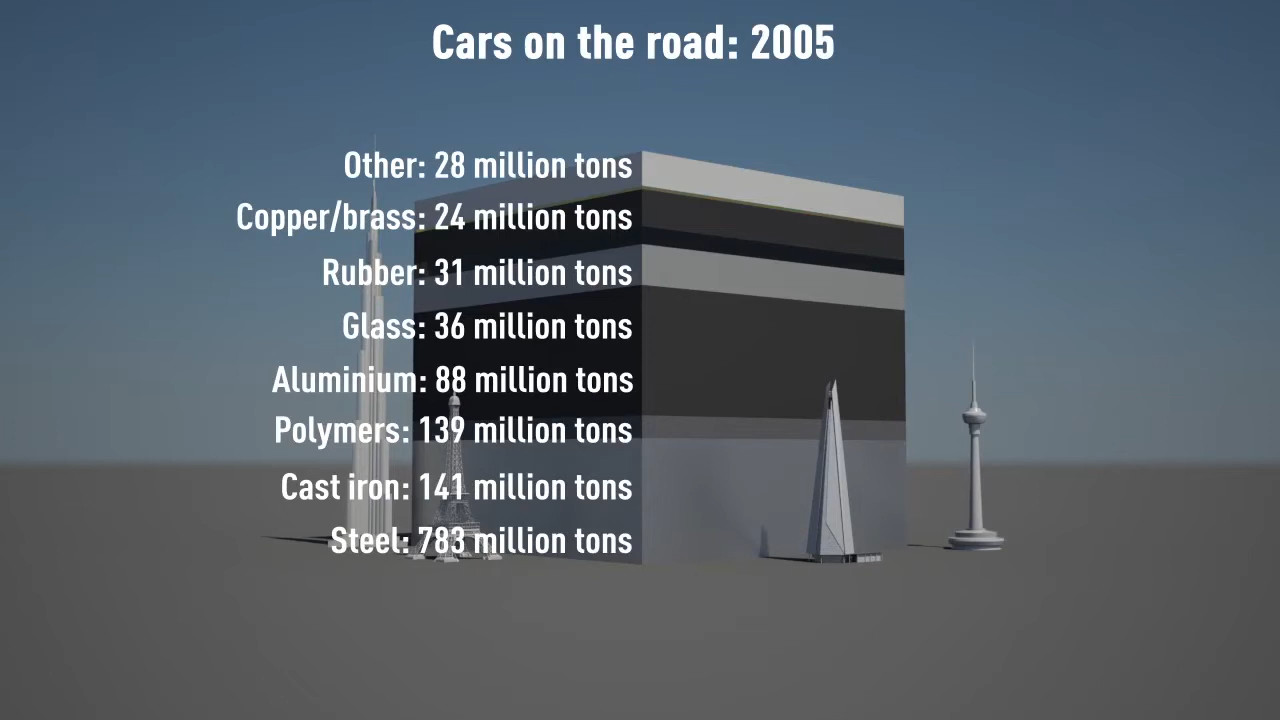 Cars on the road: 2005
Other: 28 million tons
Copper/brass: 24 million tons
Rubber: 31 million tons
Glass: 36 million tons
Aluminium: 88 million tons
Polymers: 139 million tons
Cast iron: 141 million tons
Steel: 783 million tons